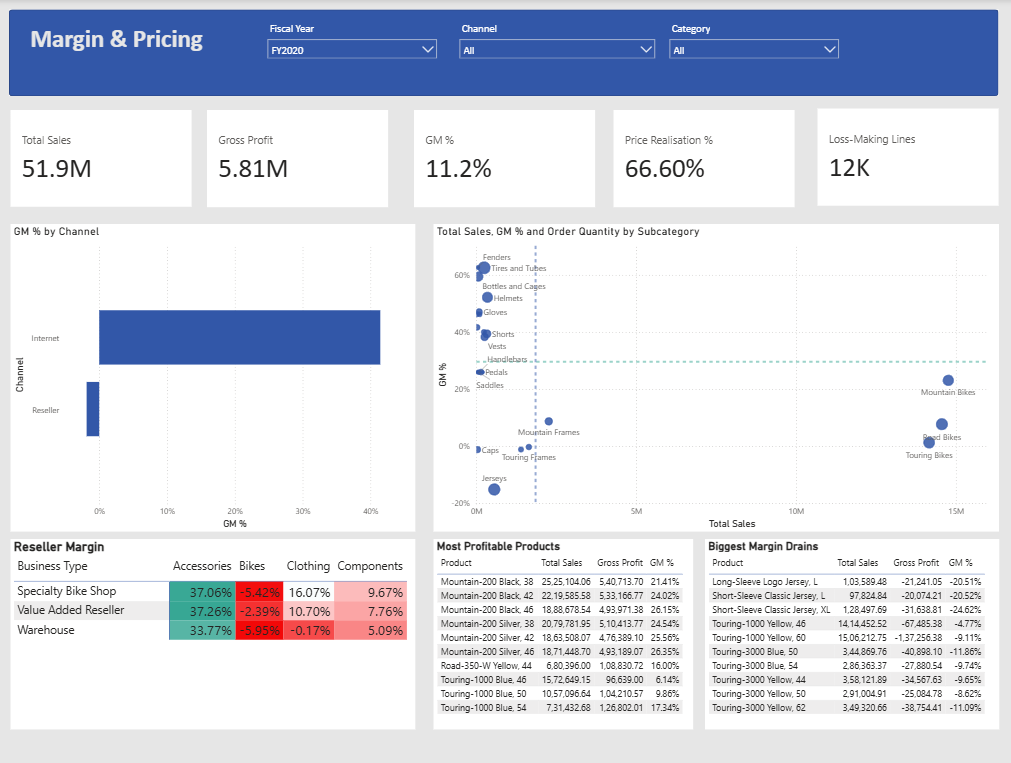 Margin & Pricing
Fiscal Year
FY2020
Channel
All
Category
All
Total Sales
51.9M
Gross Profit
5.81M
GM %
11.2%
Price Realisation %
66.60%
Loss-Making Lines
12K
GM % by Channel
Channel
Internet
Reseller
0% 10% 20% 30% 40%
GM %
Total Sales, GM % and Order Quantity by Subcategory
GM %
60%
40%
20%
0%
-20%
Fenders
Tires and Tubes
Bottles and Cages
Helmets
Gloves
Shorts
Vests
Handlebars
Pedals
Saddles
Mountain Bikes
Mountain Frames
Road Bikes
Caps
Touring Frames
Touring Bikes
Jerseys
0M 5M 10M 15M
Total Sales
Reseller Margin
Business Type Accessories Bikes Clothing Components
Specialty Bike Shop 37.06% -5.42% 16.07% 9.67%
Value Added Reseller 37.26% -2.39% 10.70% 7.76%
Warehouse 33.77% -5.95% -0.17% 5.09%
Most Profitable Products
Product Total Sales Gross Profit GM %
Mountain-200 Black, 38 25,25,104.06 5,40,713.70 21.41%
Mountain-200 Black, 42 22,19,585.58 5,33,166.77 24.02%
Mountain-200 Black, 46 18,88,678.54 4,93,971.38 26.15%
Mountain-200 Silver, 38 20,79,781.95 5,10,413.77 24.54%
Mountain-200 Silver, 42 18,63,508.07 4,76,389.10 25.56%
Mountain-200 Silver, 46 18,71,448.70 4,93,189.07 26.35%
Road-350-W Yellow, 44 6,80,396.00 1,08,830.72 16.00%
Touring-1000 Blue, 46 15,72,649.15 96,639.00 6.14%
Touring-1000 Blue, 50 10,57,096.64 1,04,210.57 9.86%
Touring-1000 Blue, 54 7,31,432.68 1,26,802.01 17.34%
Biggest Margin Drains
Product Total Sales Gross Profit GM %
Long-Sleeve Logo Jersey, L 1,03,589.48 -21,241.05 -20.51%
Short-Sleeve Classic Jersey, L 97,824.84 -20,074.21 -20.52%
Short-Sleeve Classic Jersey, XL 1,28,497.69 -31,638.81 -24.62%
Touring-1000 Yellow, 46 14,14,452.52 -67,485.38 -4.77%
Touring-1000 Yellow, 60 15,06,212.75 -1,37,256.38 -9.11%
Touring-3000 Blue, 50 3,44,869.76 -40,898.10 -11.86%
Touring-3000 Blue, 54 2,86,363.37 -27,880.54 -9.74%
Touring-3000 Yellow, 44 3,58,121.89 -34,567.63 -9.65%
Touring-3000 Yellow, 50 2,91,004.91 -25,084.78 -8.62%
Touring-3000 Yellow, 62 3,49,320.66 -38,754.41 -11.09%